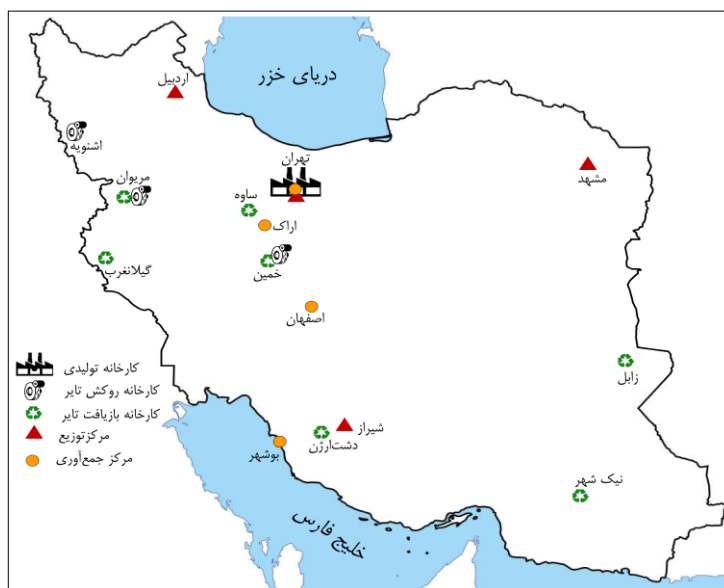 دریای خزر
اردبیل
اشنویه
تهران
مشهد
مریوان
ساوه
اراک
گیلانغرب
خمین
اصفهان
زابل
کارخانه تولیدی
کارخانه روکش تایر
کارخانه بازیافت تایر
مرکزتوزیع
مرکز جمع‌آوری
شیراز
دشت‌ارژن
بوشهر
نیک شهر
خلیج فارس